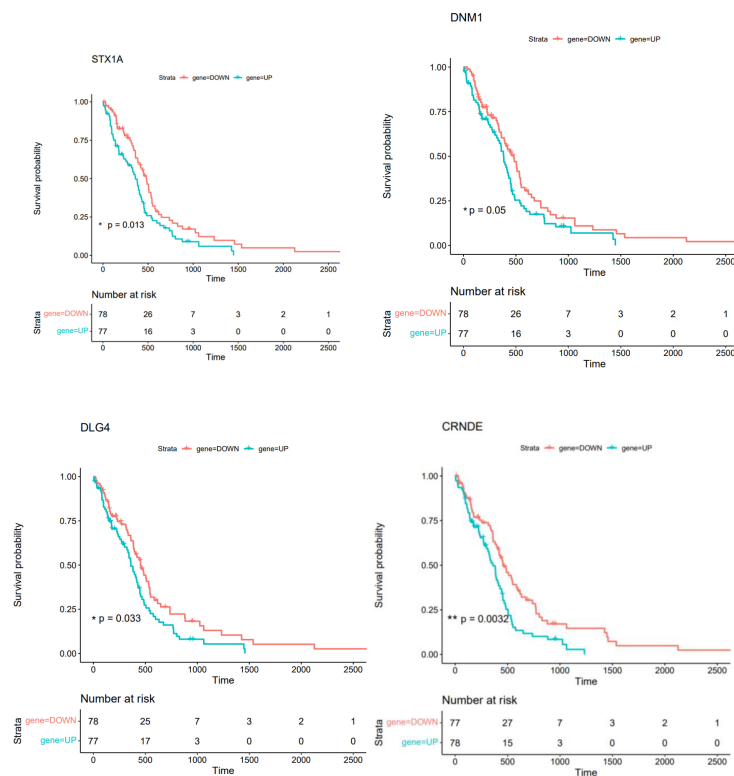 STX1A
Strata gene=DOWN gene=UP
Survival probability
1.00
0.75
0.50
0.25
0.00
* p = 0.013
0 500 1000 1500 2000 2500
Time
Number at risk
Strata
gene=DOWN 78 26 7 3 2 1
gene=UP 77 16 3 0 0 0
0 500 1000 1500 2000 2500
Time
DNM1
Strata gene=DOWN gene=UP
Survival probability
1.00
0.75
0.50
0.25
0.00
* p = 0.05
0 500 1000 1500 2000 2500
Time
Number at risk
Strata
gene=DOWN 78 26 7 3 2 1
gene=UP 77 16 3 0 0 0
0 500 1000 1500 2000 2500
Time
DLG4
Strata gene=DOWN gene=UP
Survival probability
1.00
0.75
0.50
0.25
0.00
* p = 0.033
0 500 1000 1500 2000 2500
Time
Number at risk
Strata
gene=DOWN 78 25 7 3 2 1
gene=UP 77 17 3 0 0 0
0 500 1000 1500 2000 2500
Time
CRNDE
Strata gene=DOWN gene=UP
Survival probability
1.00
0.75
0.50
0.25
0.00
** p = 0.0032
0 500 1000 1500 2000 2500
Time
Number at risk
Strata
gene=DOWN 77 27 7 3 2 1
gene=UP 78 15 3 0 0 0
0 500 1000 1500 2000 2500
Time